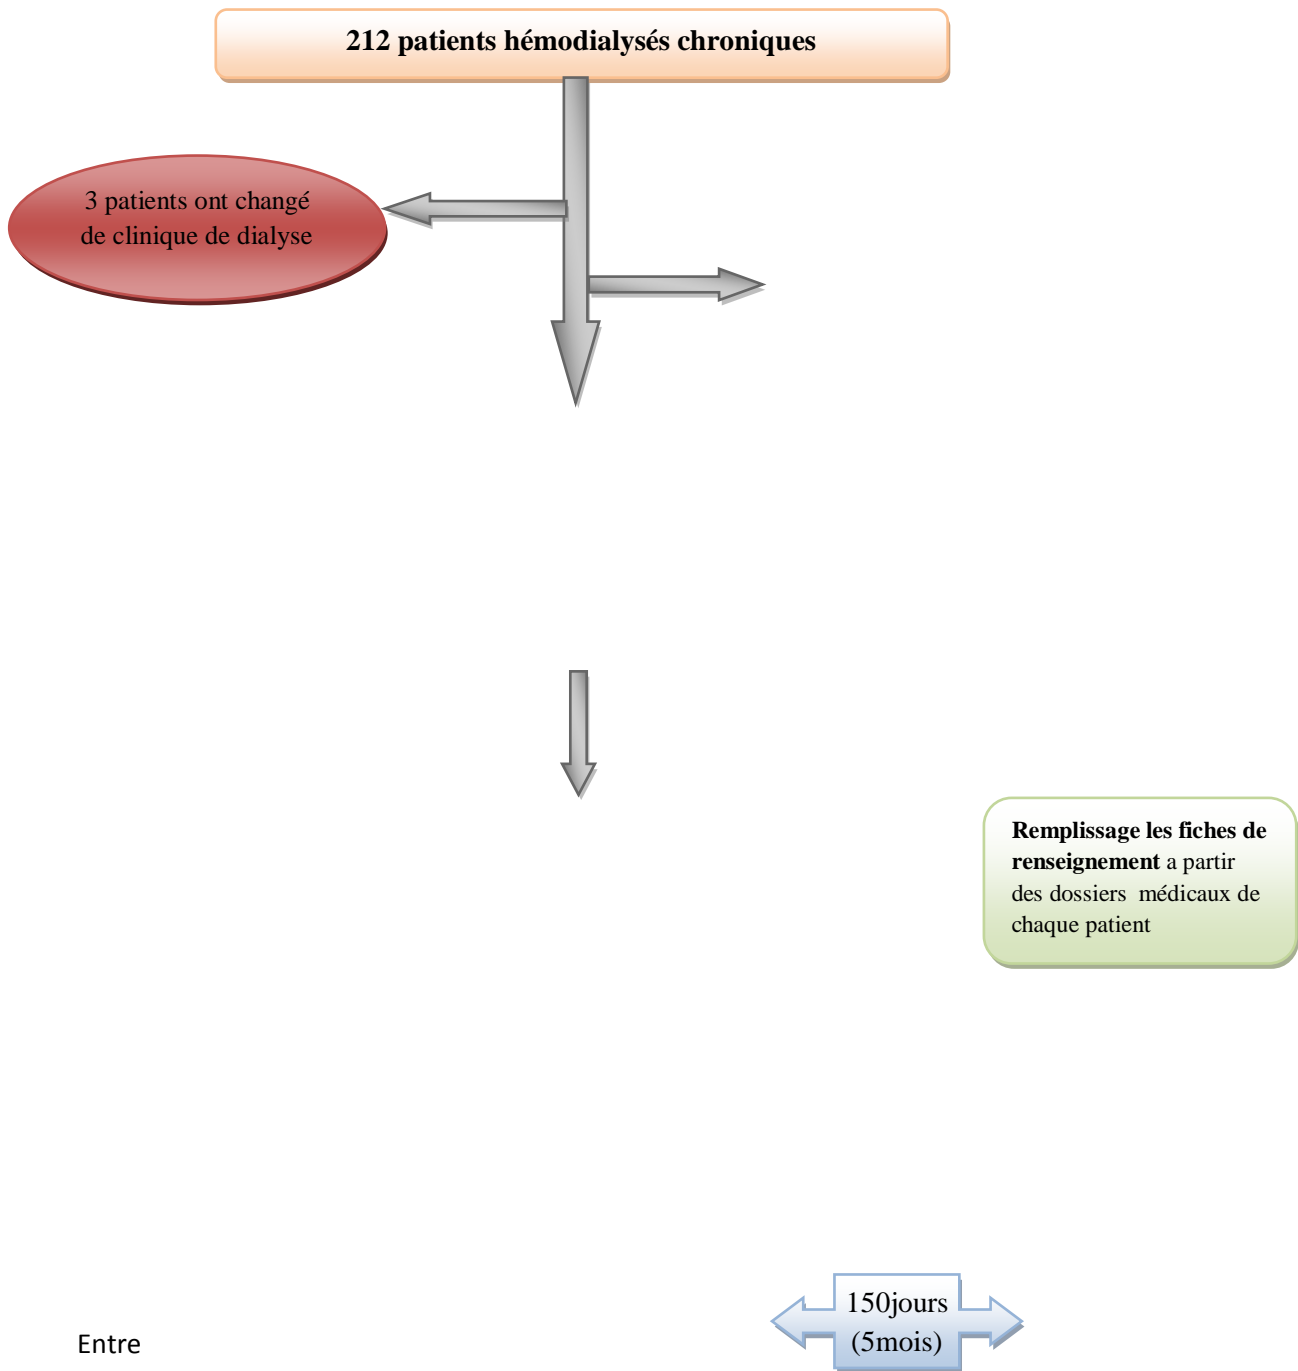 212 patients hémodialysés chroniques
3 patients ont changé
de clinique de dialyse
Remplissage les fiches de
renseignement a partir
des dossiers médicaux de
chaque patient
150jours
(5mois)
Entre